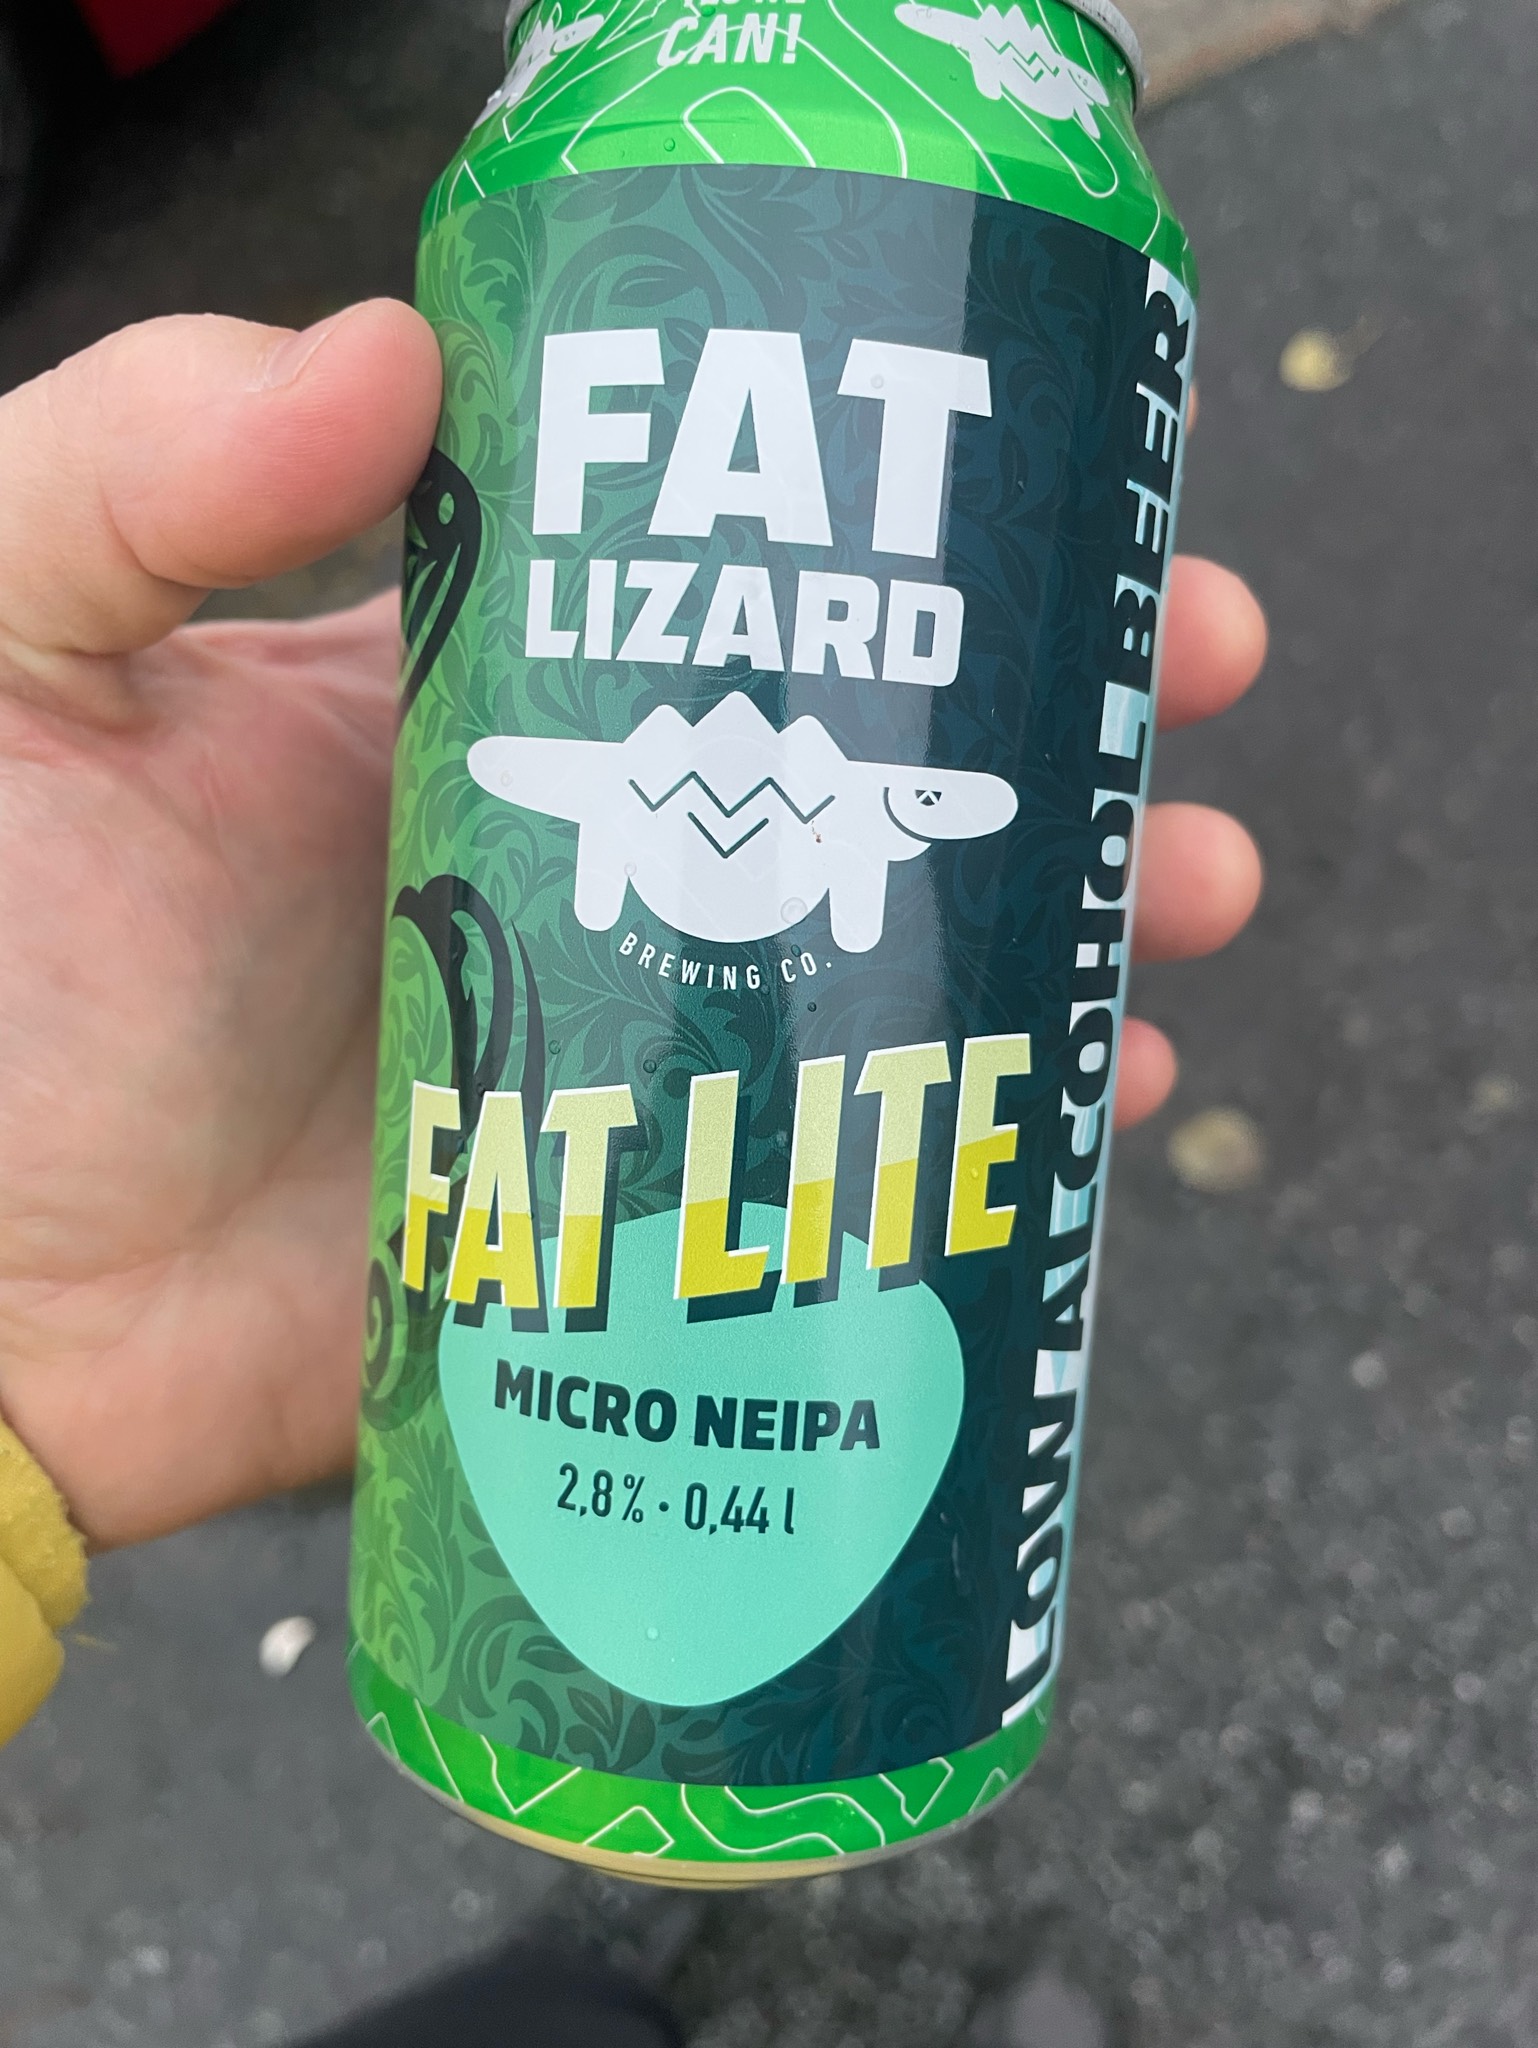 CAN!
FAT
LIZARD
BREWING CO.
FAT LITE
MICRO NEIPA
2,8% · 0,44 l
LOW ALCOHOL BEER